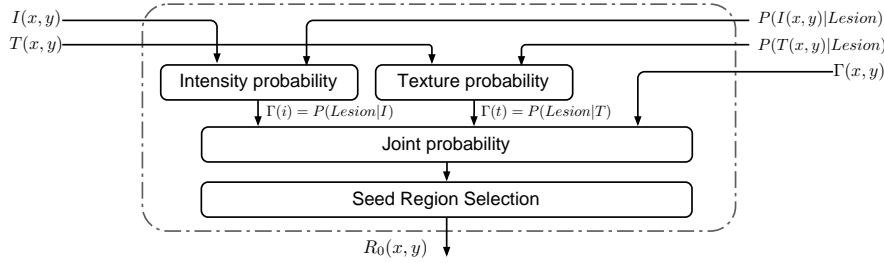 I(x, y)
P(I(x, y)|Lesion)
T(x, y)
P(T(x, y)|Lesion)
Γ(x, y)
Intensity probability
Texture probability
Γ(i) = P(Lesion|I)
Γ(t) = P(Lesion|T)
Joint probability
Seed Region Selection
R₀(x, y)